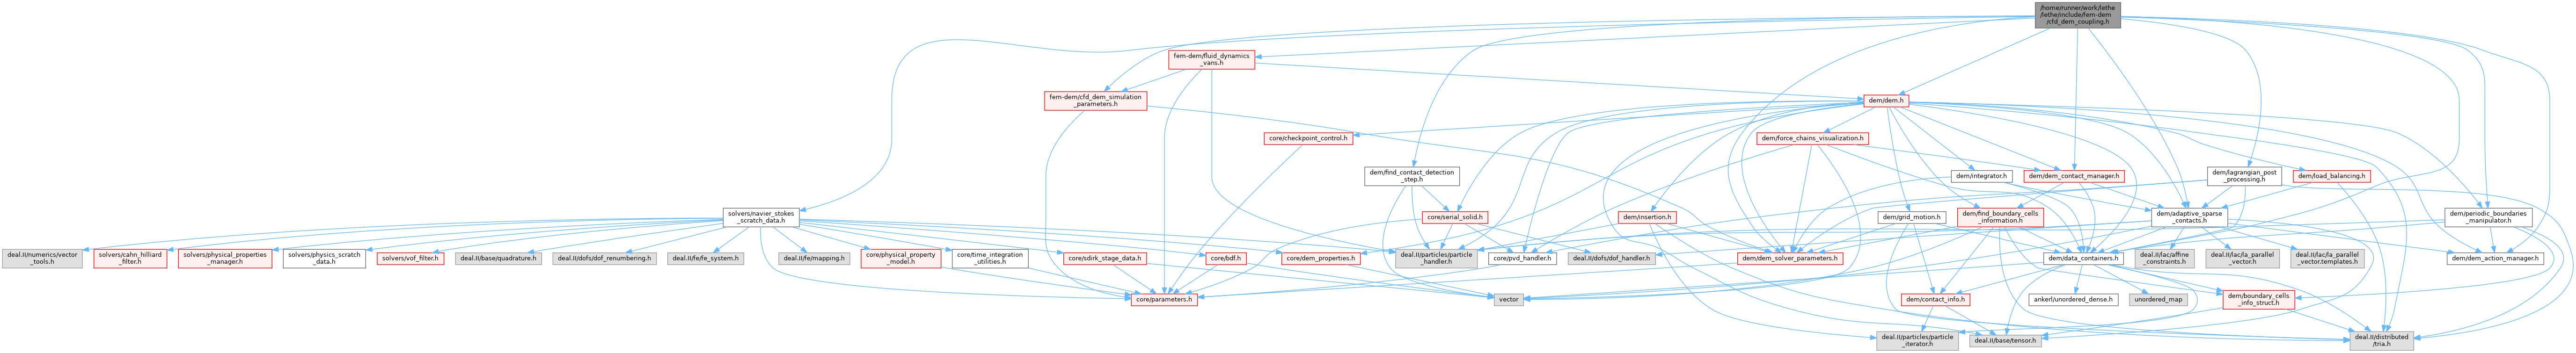 /home/runner/work/lethe
/lethe/include/fem-dem
/cfd_dem_coupling.h
fem-dem/fluid_dynamics
_vans.h
fem-dem/cfd_dem_simulation
_parameters.h
dem/dem.h
core/checkpoint_control.h
dem/force_chains_visualization.h
dem/find_contact_detection
_step.h
dem/integrator.h
dem/dem_contact_manager.h
dem/lagrangian_post
_processing.h
dem/load_balancing.h
solvers/navier_stokes
_scratch_data.h
core/serial_solid.h
dem/insertion.h
dem/grid_motion.h
dem/find_boundary_cells
_information.h
dem/adaptive_sparse
_contacts.h
dem/periodic_boundaries
_manipulator.h
deal.II/numerics/vector
_tools.h
solvers/cahn_hilliard
_filter.h
solvers/physical_properties
_manager.h
solvers/physics_scratch
_data.h
solvers/vof_filter.h
deal.II/base/quadrature.h
deal.II/dofs/dof_renumbering.h
deal.II/fe/fe_system.h
deal.II/fe/mapping.h
core/physical_property
_model.h
core/time_integration
_utilities.h
core/sdirk_stage_data.h
core/bdf.h
core/dem_properties.h
deal.II/particles/particle
_handler.h
core/pvd_handler.h
deal.II/dofs/dof_handler.h
dem/dem_solver_parameters.h
dem/data_containers.h
deal.II/lac/affine
_constraints.h
deal.II/lac/la_parallel
_vector.h
deal.II/lac/la_parallel
_vector.templates.h
dem/dem_action_manager.h
core/parameters.h
vector
dem/contact_info.h
ankerl/unordered_dense.h
unordered_map
dem/boundary_cells
_info_struct.h
deal.II/particles/particle
_iterator.h
deal.II/base/tensor.h
deal.II/distributed
/tria.h